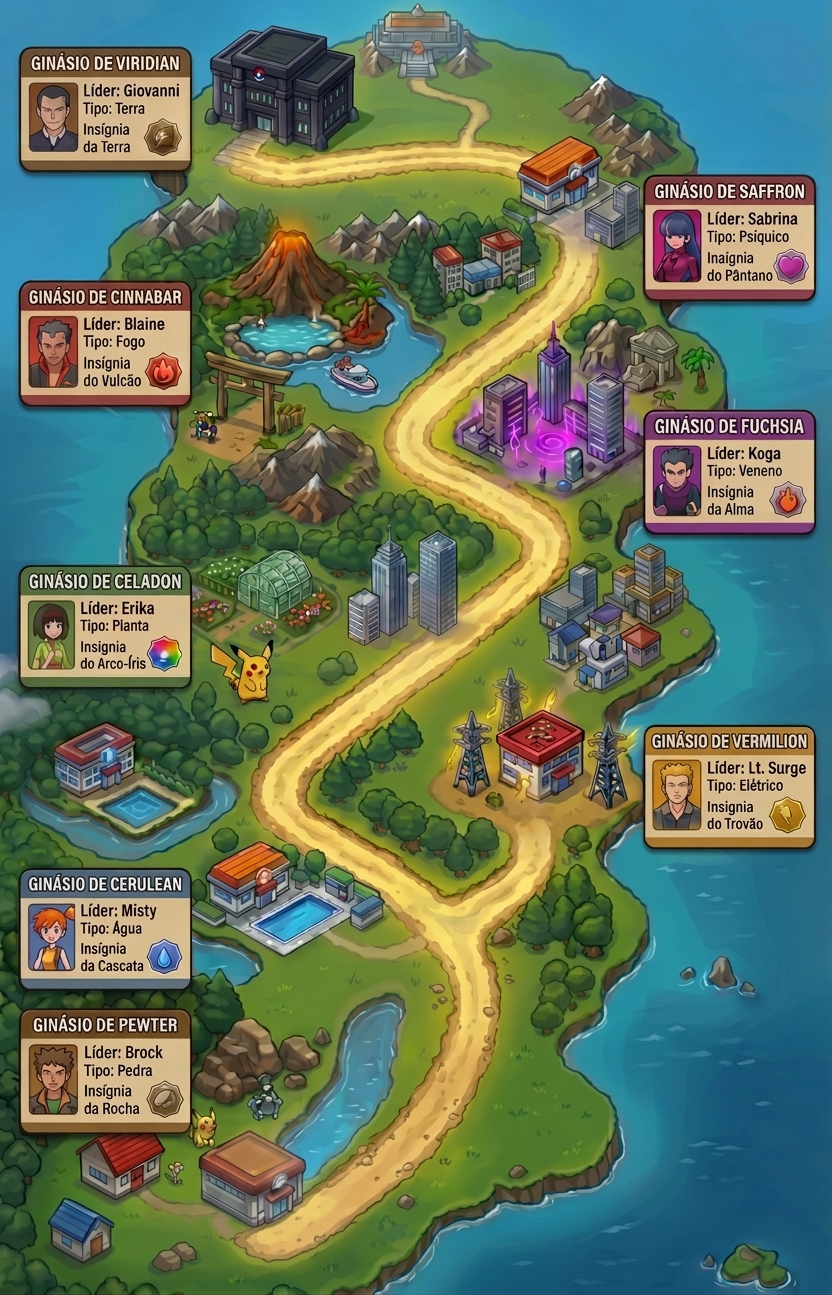 GINÁSIO DE VIRIDIAN
Líder: Giovanni
Tipo: Terra
Insígnia
da Terra
GINÁSIO DE SAFFRON
Líder: Sabrina
Tipo: Psíquico
Inaígnia
do Pântano
GINÁSIO DE CINNABAR
Líder: Blaine
Tipo: Fogo
Insígnia
do Vulcão
GINÁSIO DE FUCHSIA
Líder: Koga
Tipo: Veneno
Insígnia
da Alma
GINÁSIO DE CELADON
Líder: Erika
Tipo: Planta
Insignia
do Arco-Íris
GINÁSIO DE VERMILION
Líder: Lt. Surge
Tipo: Elétrico
Insignia
do Trovão
GINÁSIO DE CERULEAN
Líder: Misty
Tipo: Água
Insígnia
da Cascata
GINÁSIO DE PEWTER
Líder: Brock
Tipo: Pedra
Insígnia
da Rocha